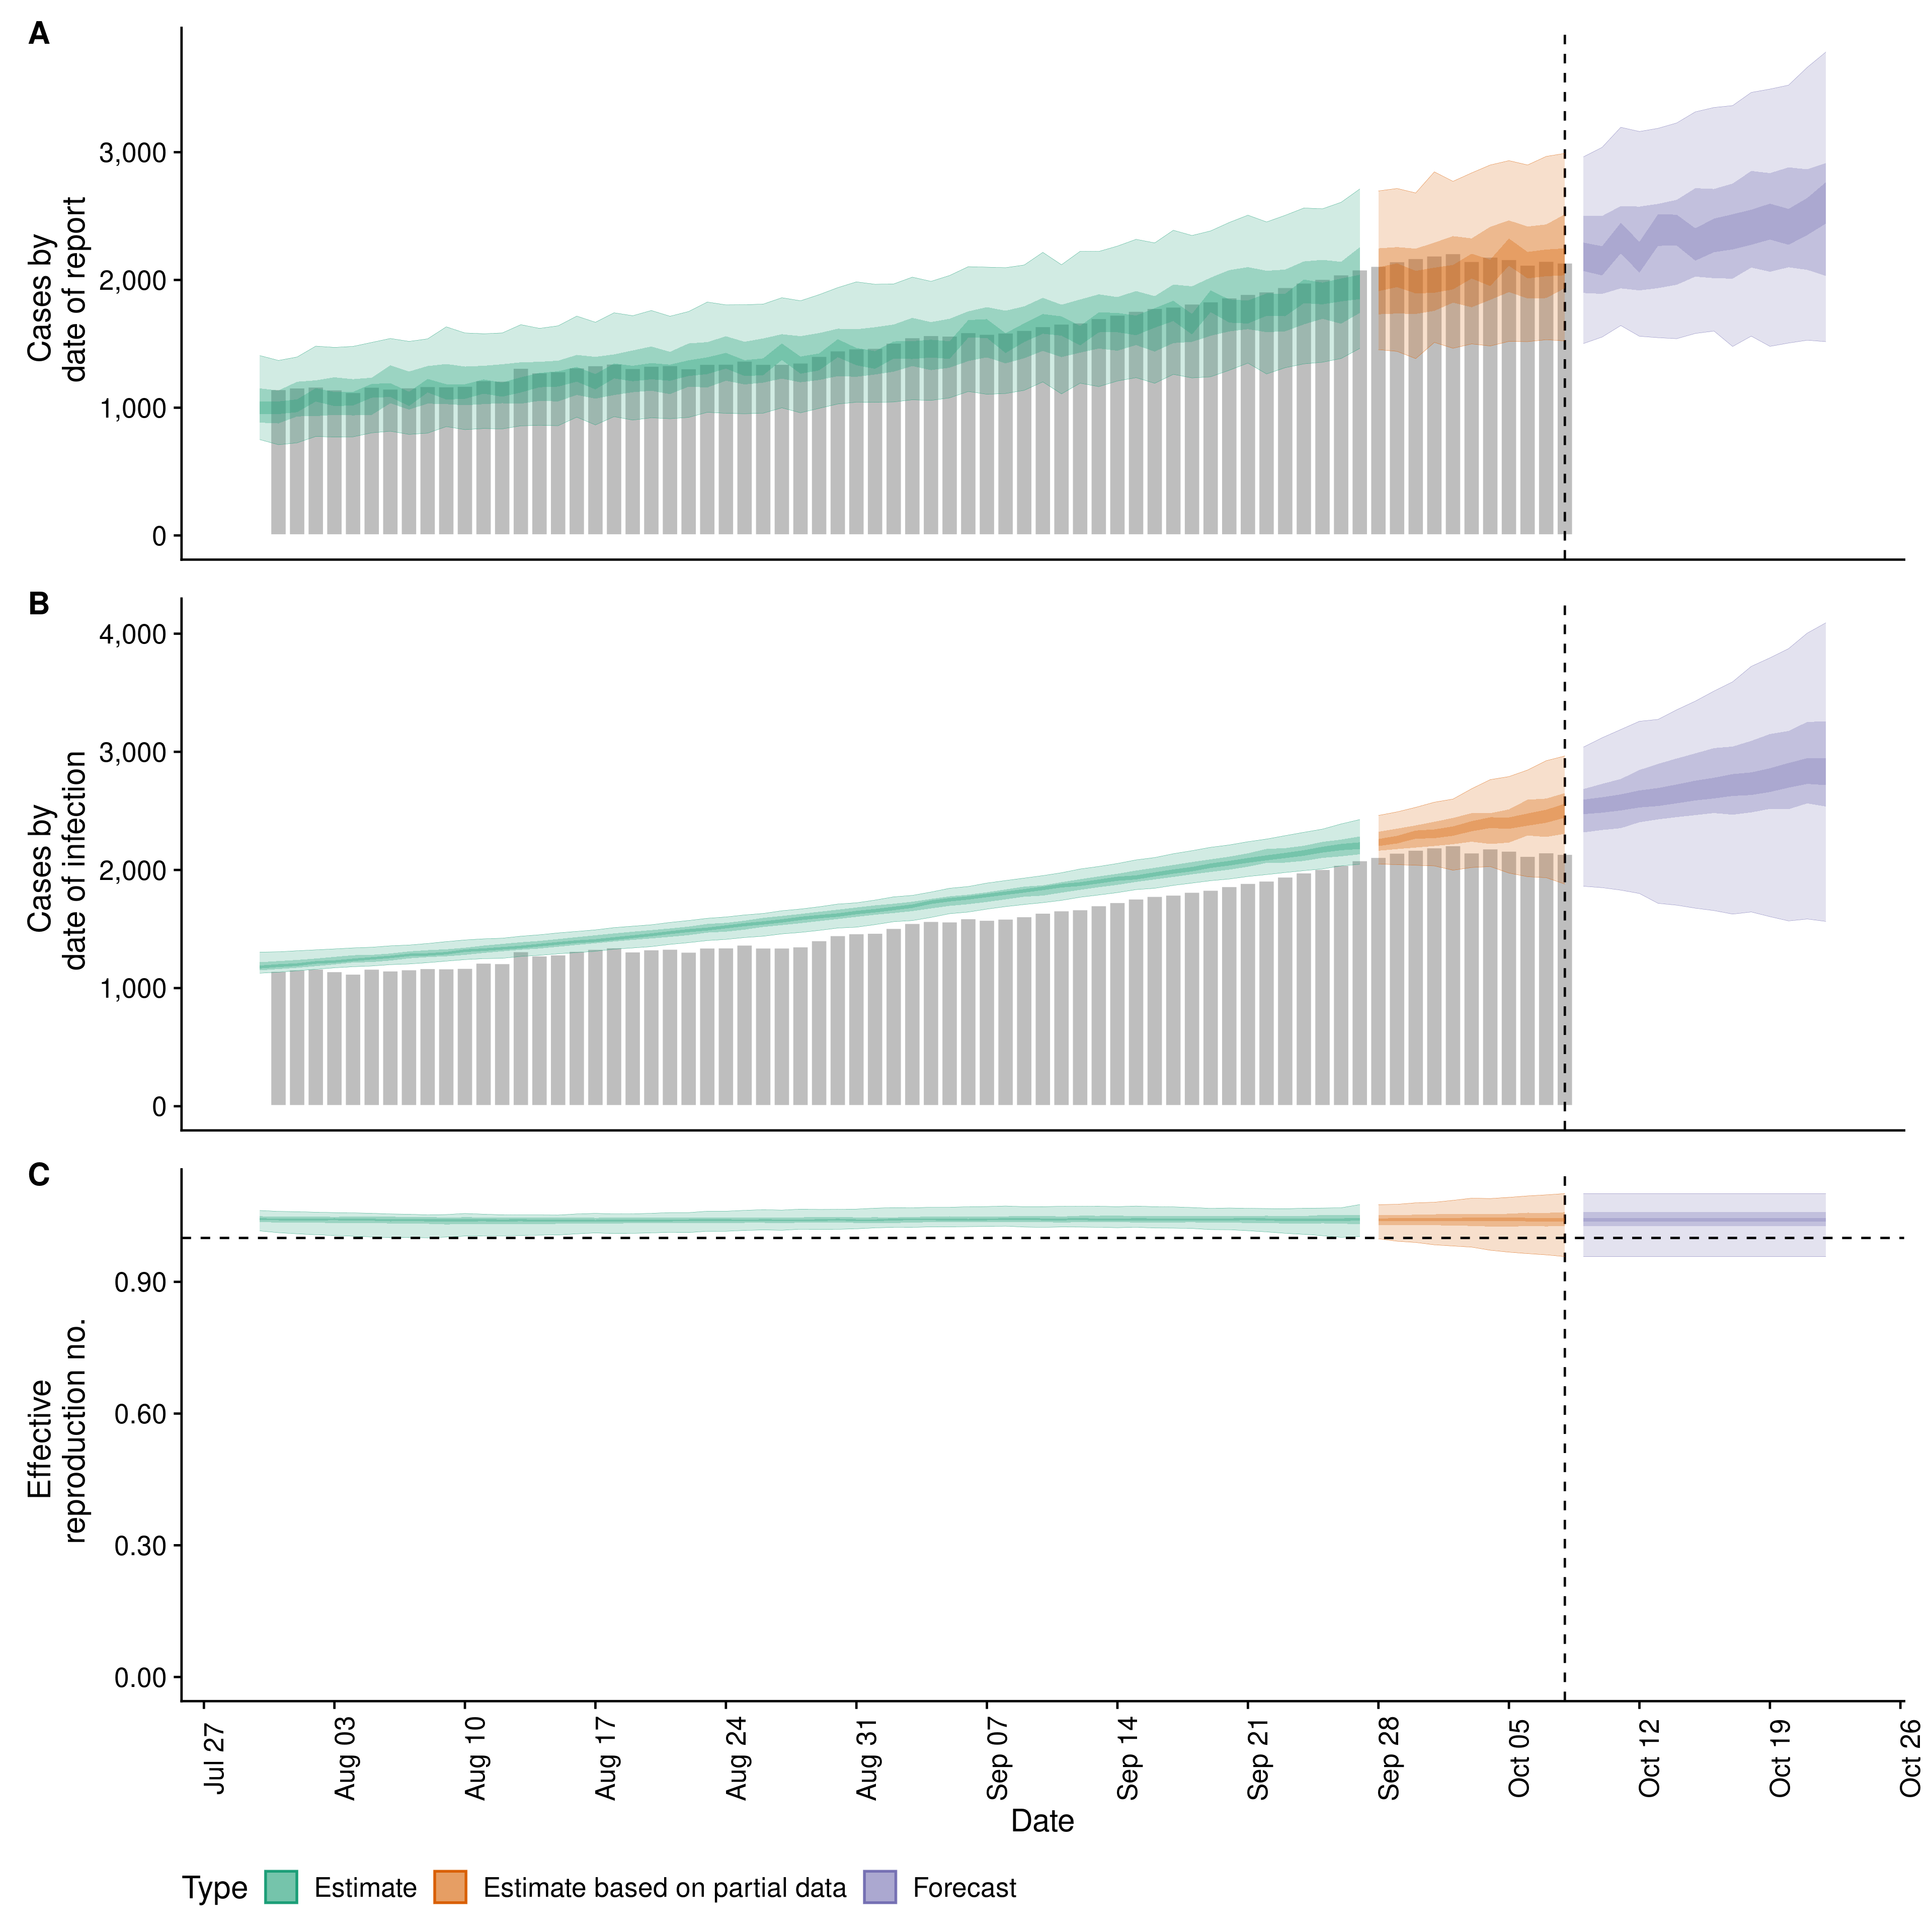 A
Cases by
date of report
3,000
2,000
1,000
0
B
Cases by
date of infection
4,000
3,000
2,000
1,000
0
C
Effective
reproduction no.
0.90
0.60
0.30
0.00
Jul 27
Aug 03
Aug 10
Aug 17
Aug 24
Aug 31
Sep 07
Sep 14
Sep 21
Sep 28
Oct 05
Oct 12
Oct 19
Oct 26
Date
Type Estimate Estimate based on partial data Forecast